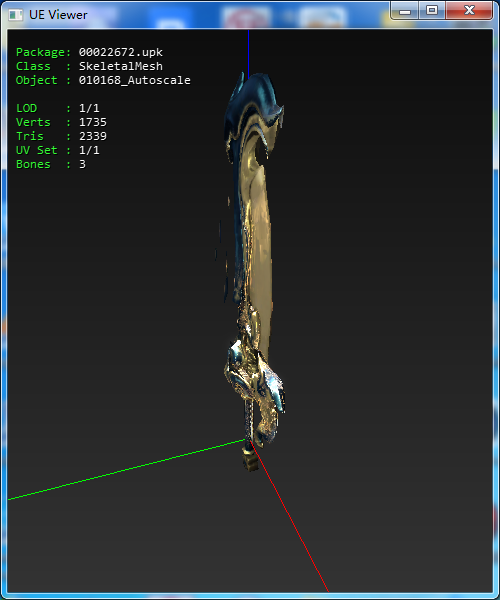 UE Viewer
Package: 00022672.upk
Class : SkeletalMesh
Object : 010168_Autoscale
LOD : 1/1
Verts : 1735
Tris : 2339
UV Set : 1/1
Bones : 3